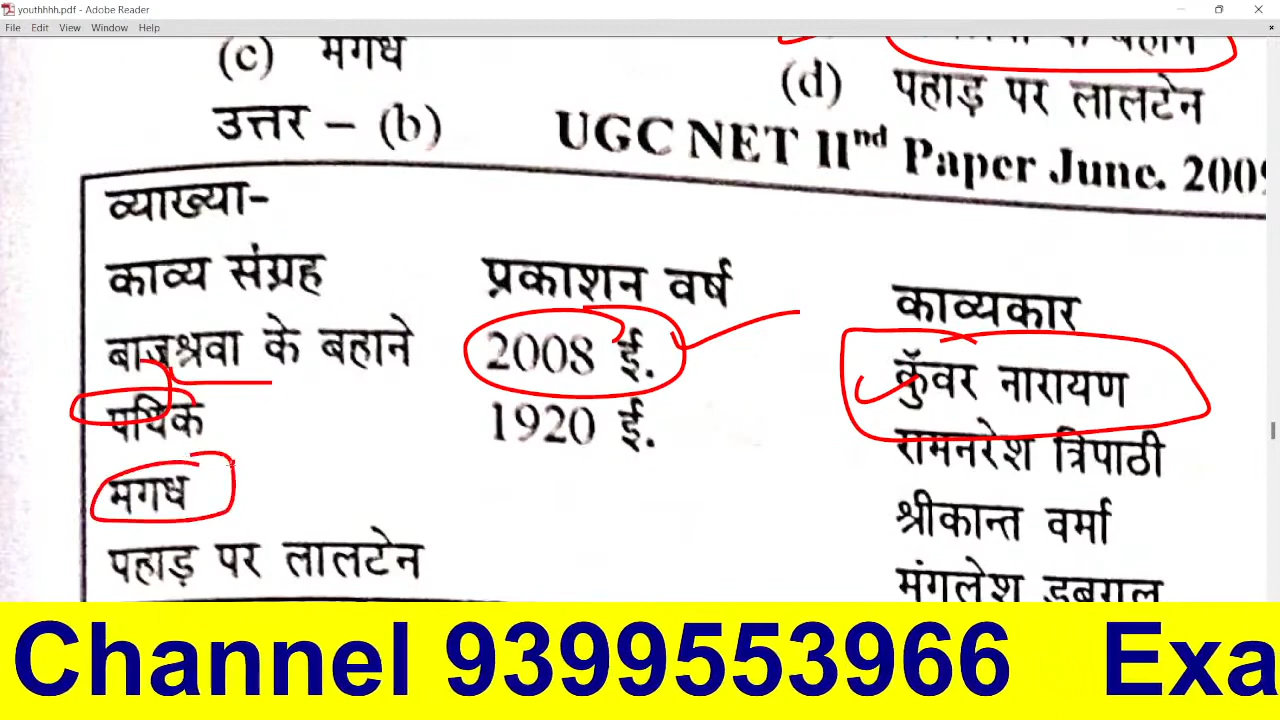 youthhhh.pdf - Adobe Reader
File Edit View Window Help
(c) मगध
के बहाने
(d) पहाड़ पर लालटेन
उत्तर – (b)
UGC NET IInd Paper June. 2009
व्याख्या-
काव्य संग्रह प्रकाशन वर्ष काव्यकार
बाजश्रवा के बहाने 2008 ई. कुॅवर नारायण
पथिक 1920 ई. रामनरेश त्रिपाठी
मगध श्रीकान्त वर्मा
पहाड़ पर लालटेन मंगलेश डबराल
Channel 9399553966 Exa